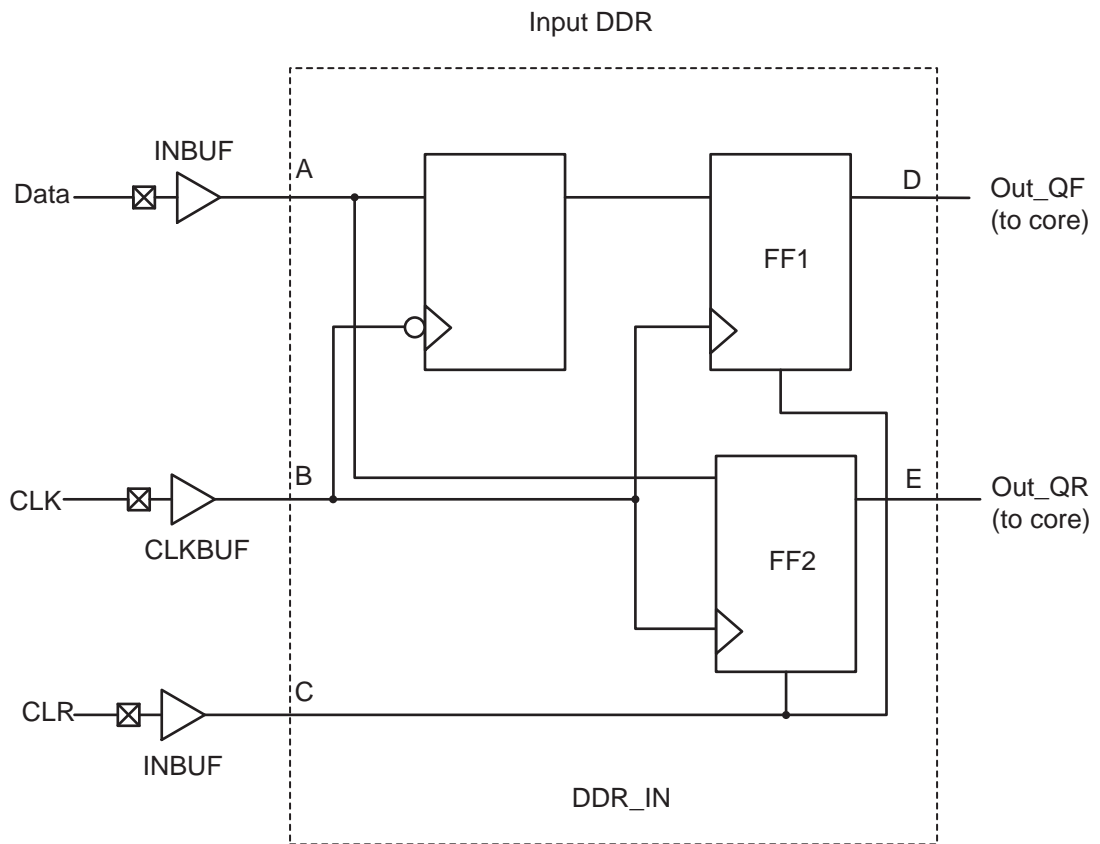 Input DDR
INBUF
Data
A
D
Out_QF
(to core)
FF1
B
E
CLK
CLKBUF
Out_QR
(to core)
FF2
C
CLR
INBUF
DDR_IN